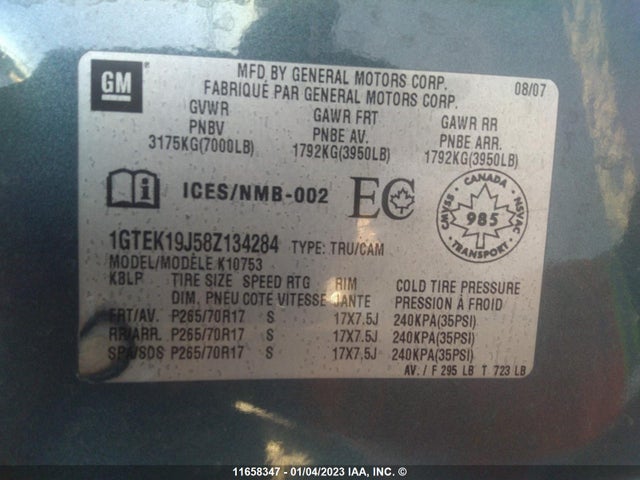 GM
MFD BY GENERAL MOTORS CORP.
FABRIQUÉ PAR GENERAL MOTORS CORP.
08/07
GVWR GAWR FRT GAWR RR
PNBV PNBE AV. PNBE ARR.
3175KG(7000LB) 1792KG(3950LB) 1792KG(3950LB)
ICES/NMB-002 EC
CANADA CMVSS 985 NSVAC TRANSPORT
1GTEK19J58Z134284 TYPE: TRU/CAM
MODEL/MODÈLE K10753
KBLP TIRE SIZE SPEED RTG RIM COLD TIRE PRESSURE
DIM. PNEU COTE VITESSE JANTE PRESSION À FROID
FRT/AV. P265/70R17 S 17X7.5J 240KPA(35PSI)
RR/ARR. P265/70R17 S 17X7.5J 240KPA(35PSI)
SPA/SOS P265/70R17 S 17X7.5J 240KPA(35PSI)
AV. / F 295 LB T 723 LB
11658347 - 01/04/2023 IAA, INC. ©